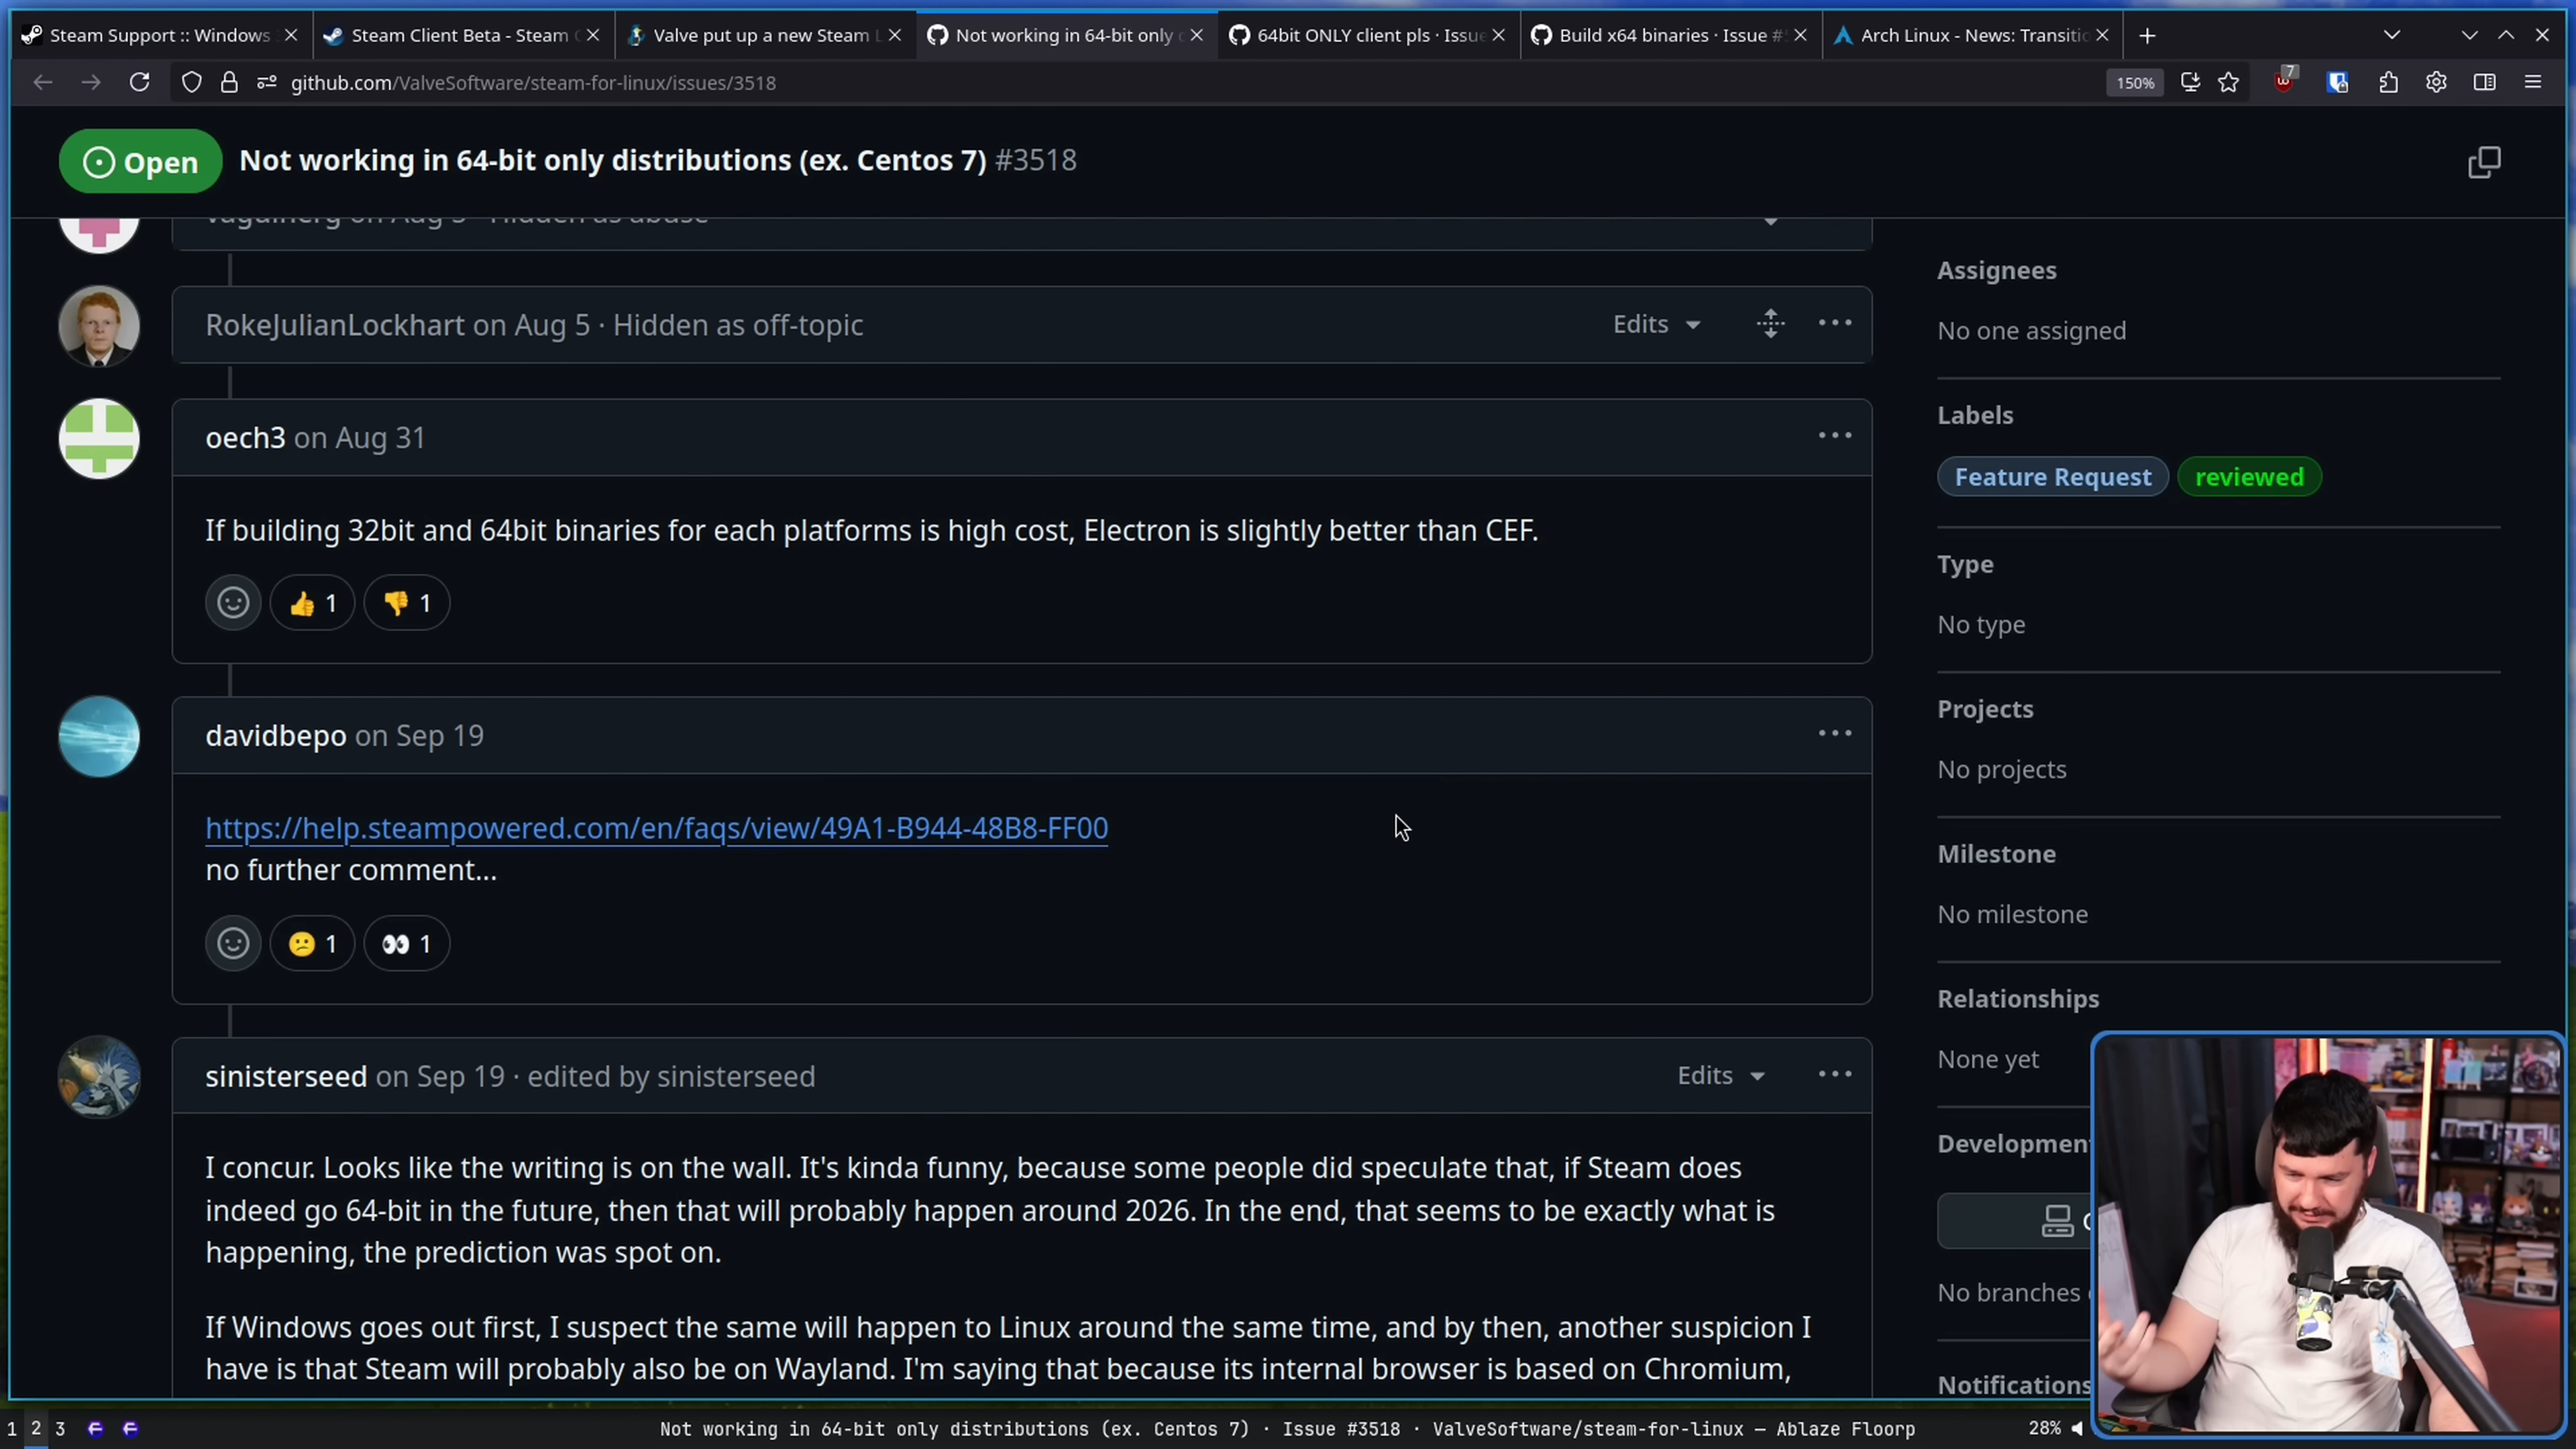 Steam Support :: Windows
Steam Client Beta - Steam
Valve put up a new Steam
Not working in 64-bit only
64bit ONLY client pls · Issue
Build x64 binaries · Issue #
Arch Linux - News: Transitio
github.com/ValveSoftware/steam-for-linux/issues/3518
150%
7
Open
Not working in 64-bit only distributions (ex. Centos 7) #3518
RokeJulianLockhart on Aug 5 · Hidden as off-topic
Edits
oech3 on Aug 31
If building 32bit and 64bit binaries for each platforms is high cost, Electron is slightly better than CEF.
👍 1 👎 1
davidbepo on Sep 19
https://help.steampowered.com/en/faqs/view/49A1-B944-48B8-FF00
no further comment...
😕 1 👀 1
sinisterseed on Sep 19 · edited by sinisterseed
Edits
I concur. Looks like the writing is on the wall. It's kinda funny, because some people did speculate that, if Steam does
indeed go 64-bit in the future, then that will probably happen around 2026. In the end, that seems to be exactly what is
happening, the prediction was spot on.
If Windows goes out first, I suspect the same will happen to Linux around the same time, and by then, another suspicion I
have is that Steam will probably also be on Wayland. I'm saying that because its internal browser is based on Chromium,
Assignees
No one assigned
Labels
Feature Request reviewed
Type
No type
Projects
No projects
Milestone
No milestone
Relationships
None yet
Development
No branches
Notifications
1 2 3
Not working in 64-bit only distributions (ex. Centos 7) · Issue #3518 · ValveSoftware/steam-for-linux — Ablaze Floorp
28%